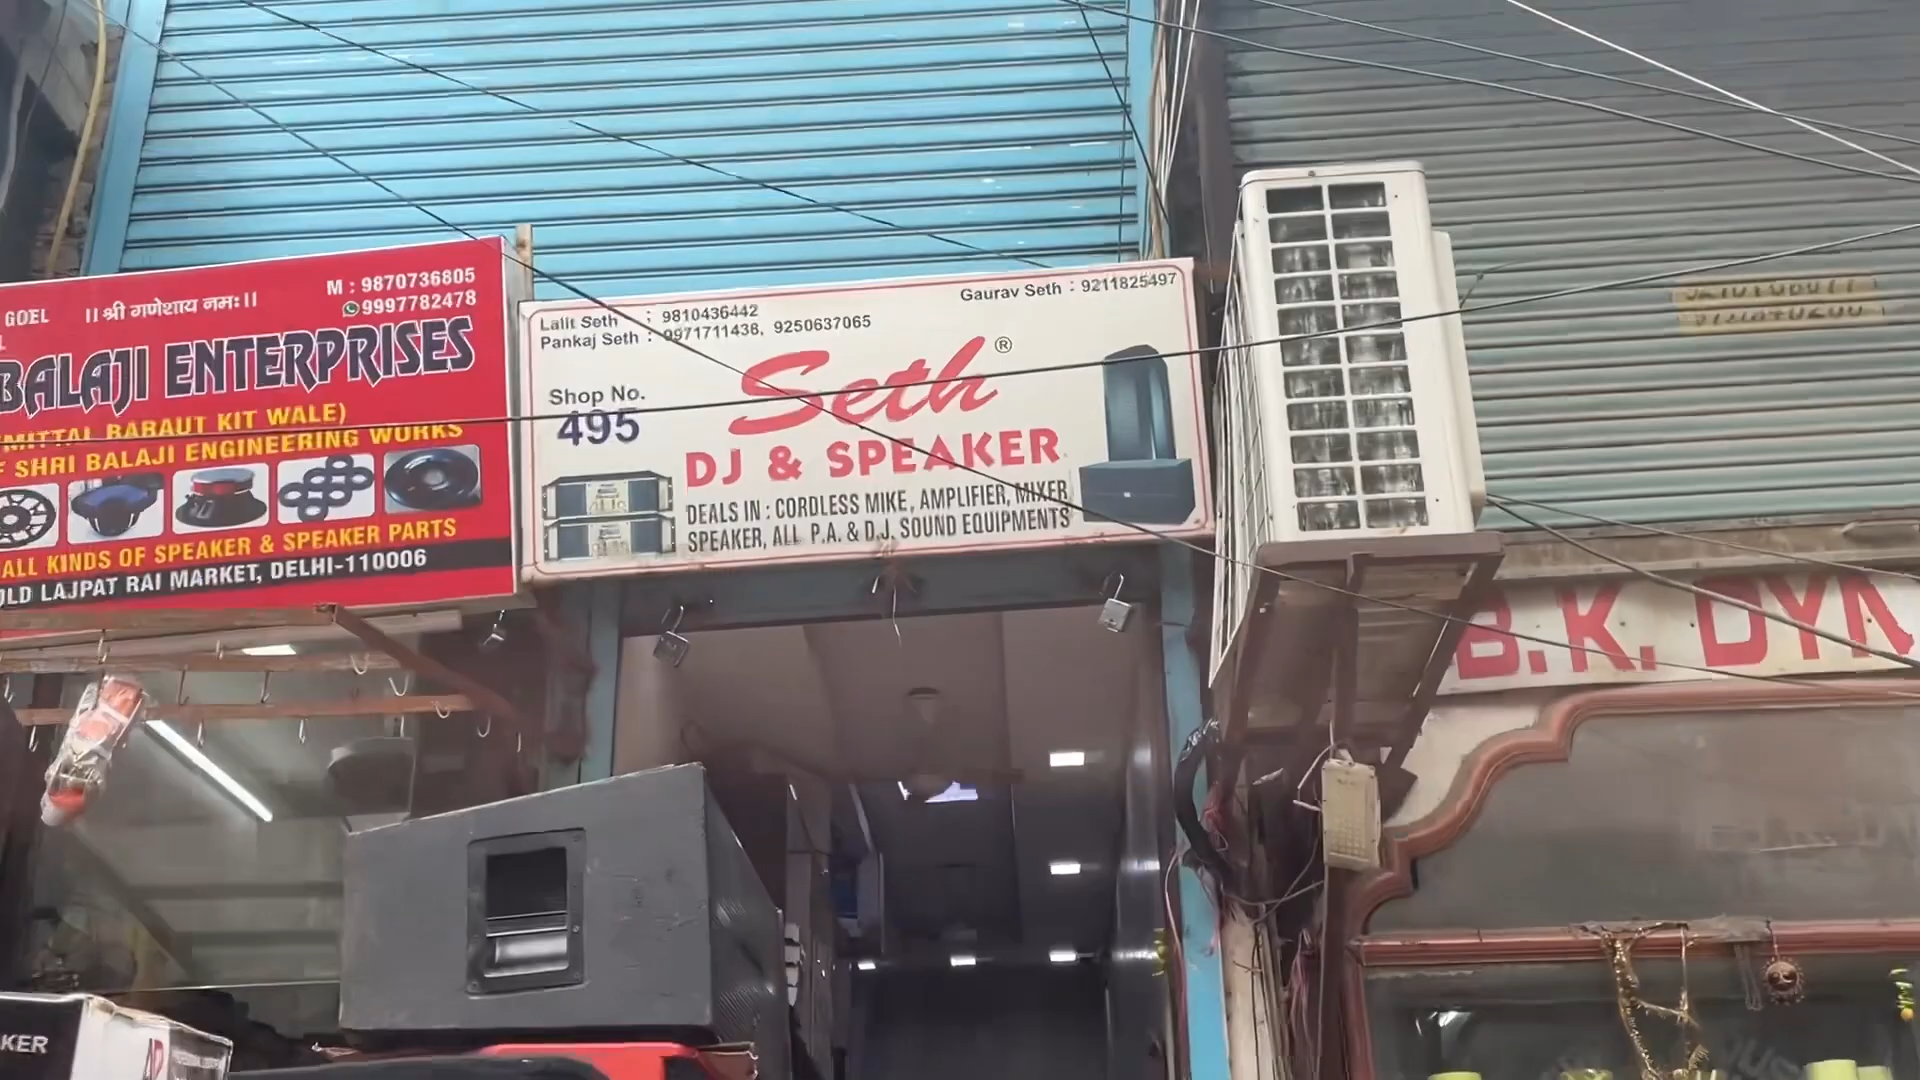 GOEL
।। श्री गणेशाय नमः।।
M : 9870736805
9997782478
BALAJI ENTERPRISES
(MITTAL BARAUT KIT WALE)
SHRI BALAJI ENGINEERING WORKS
ALL KINDS OF SPEAKER & SPEAKER PARTS
OLD LAJPAT RAI MARKET, DELHI-110006
Lalit Seth : 9810436442
Pankaj Seth : 9971711438, 9250637065
Gaurav Seth : 9211825497
Shop No.
495
Seth ®
DJ & SPEAKER
DEALS IN : CORDLESS MIKE, AMPLIFIER, MIXER
SPEAKER, ALL P.A. & D.J. SOUND EQUIPMENTS
B.K. DYN
KER